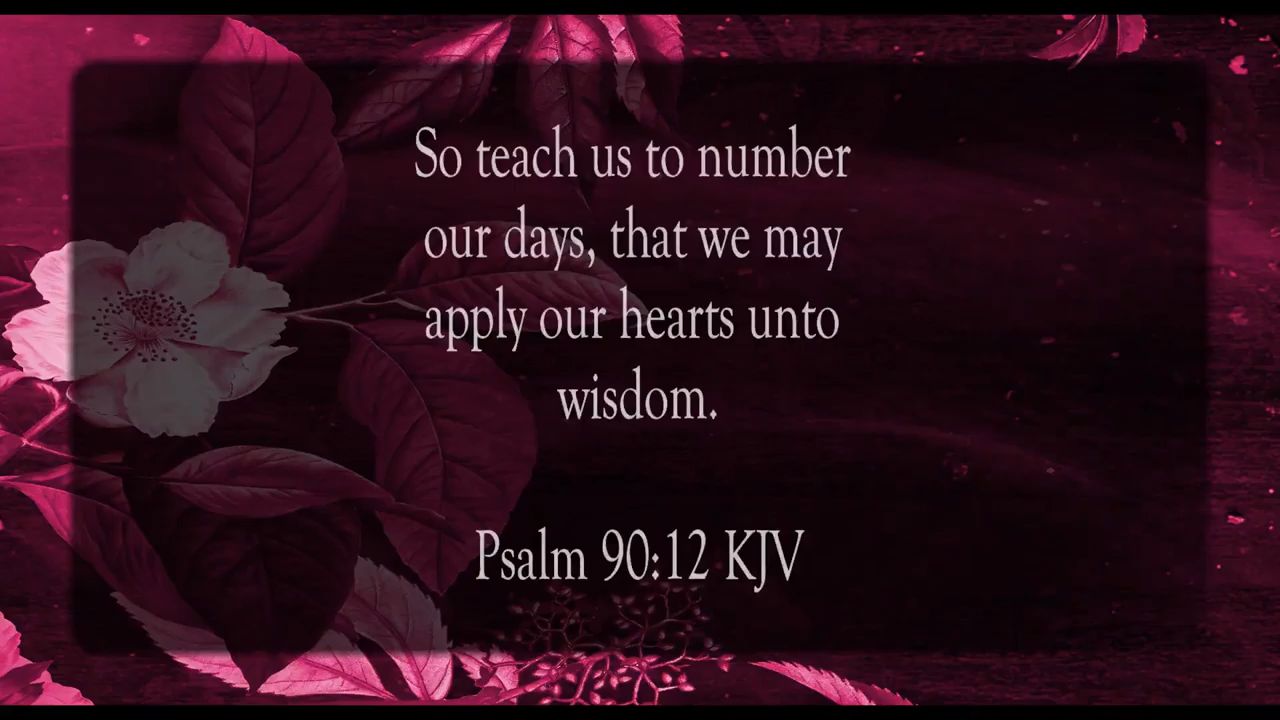 So teach us to number
our days, that we may
apply our hearts unto
wisdom.
Psalm 90:12 KJV